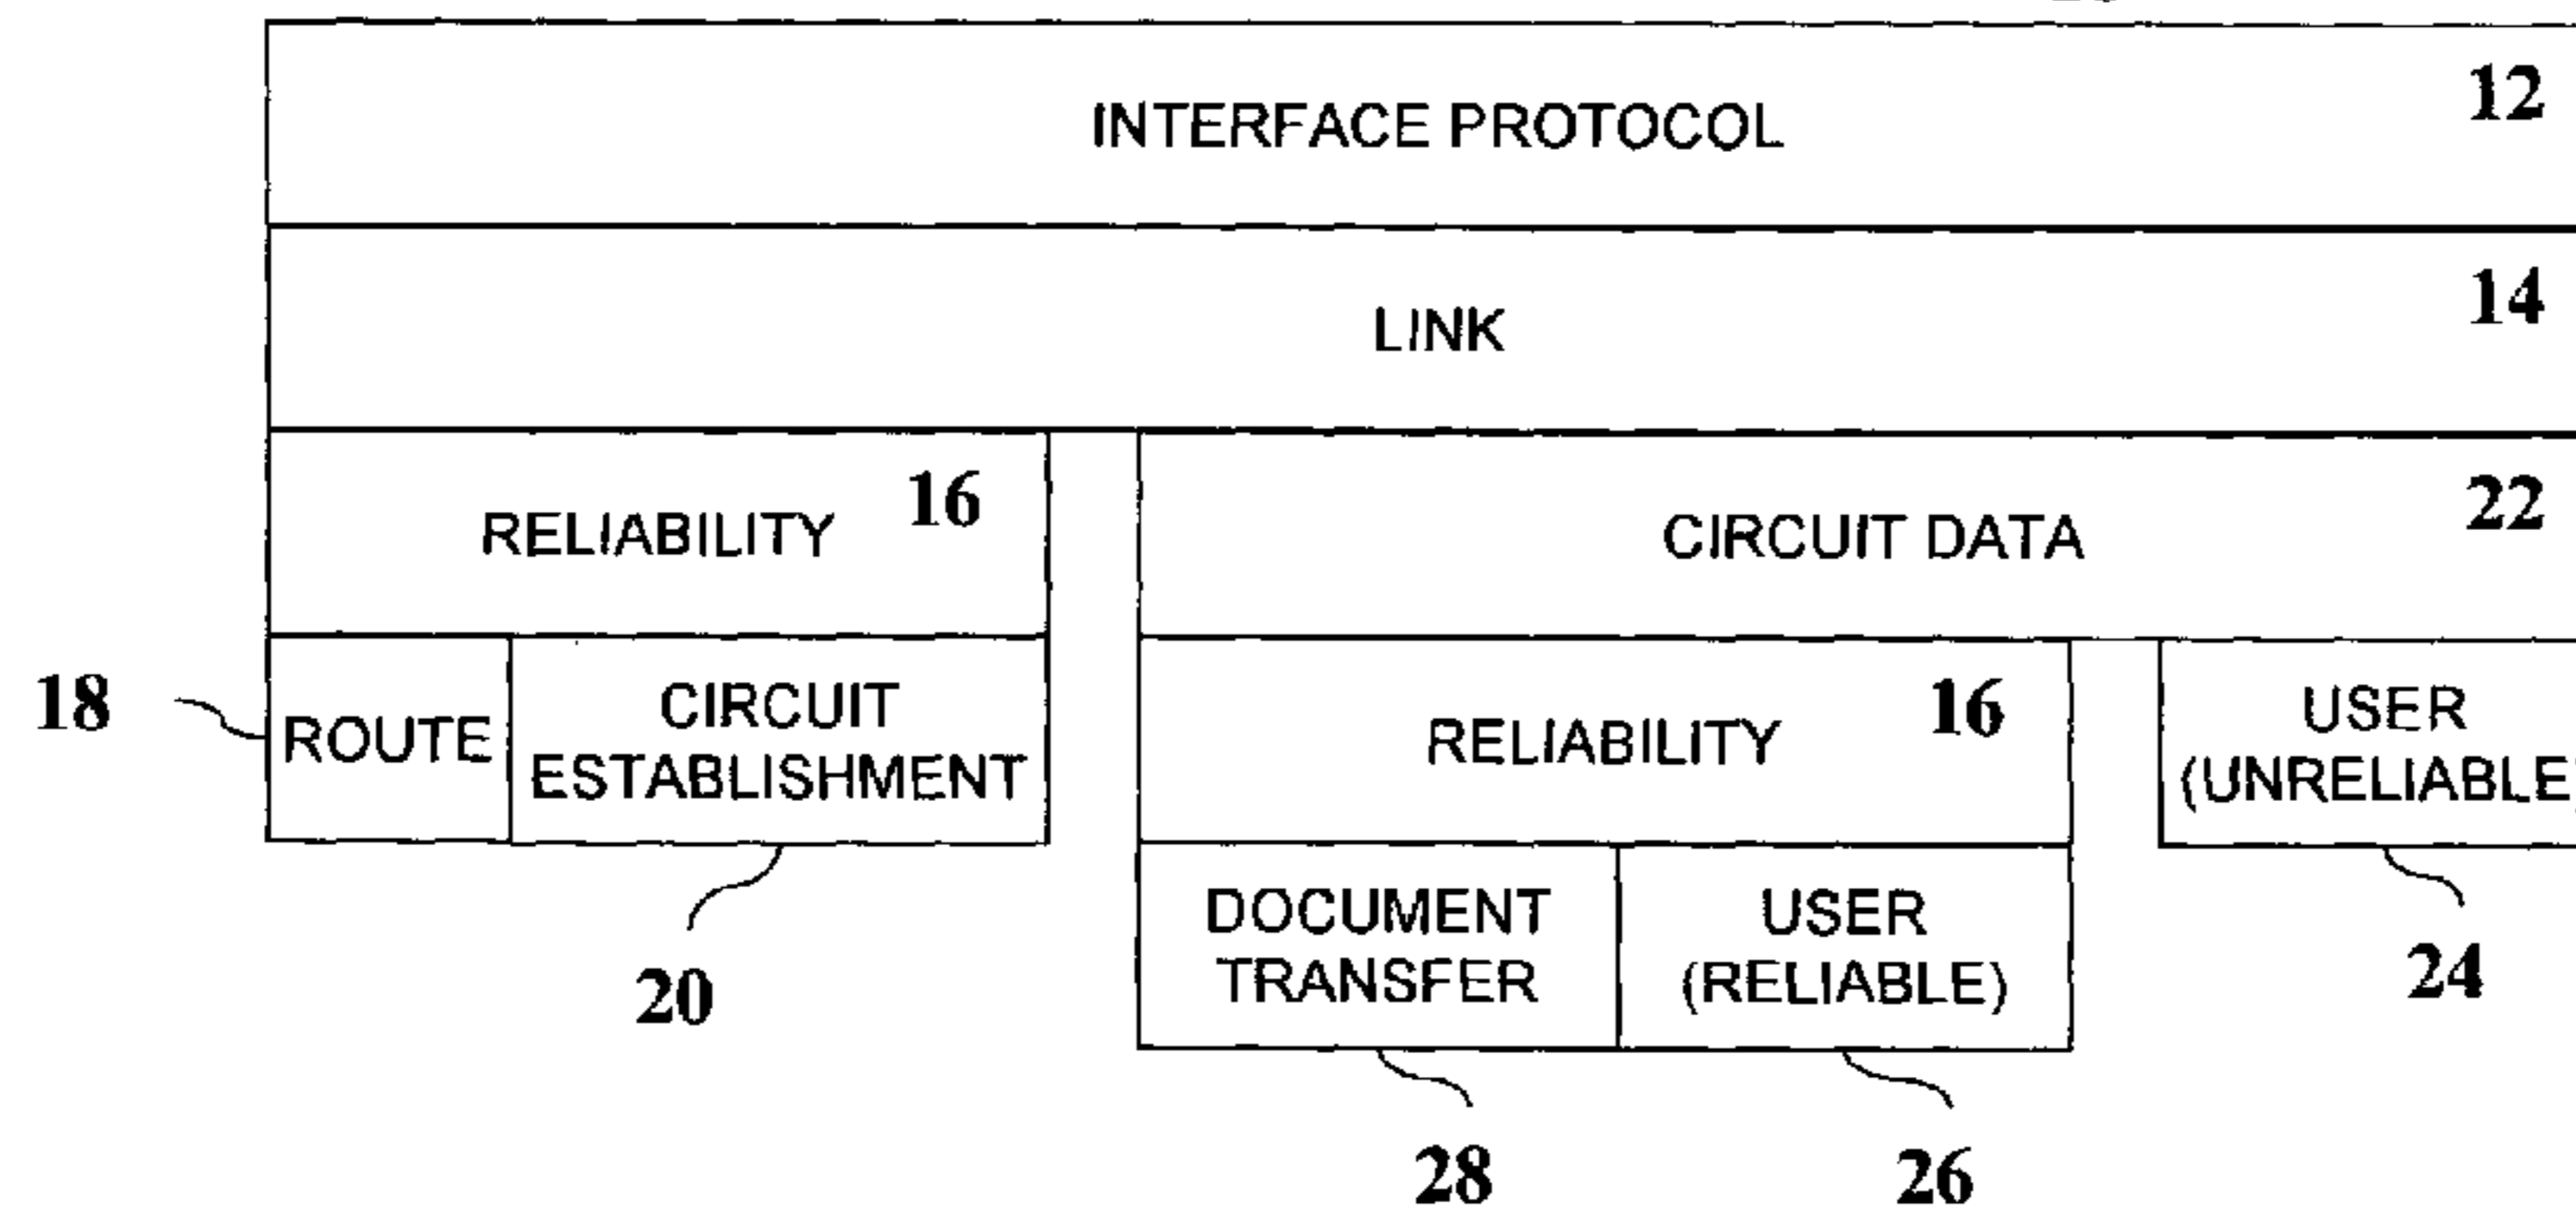 12
INTERFACE PROTOCOL
14
LINK
16
RELIABILITY
22
CIRCUIT DATA
18
ROUTE
CIRCUIT
ESTABLISHMENT
16
RELIABILITY
USER
(UNRELIABLE)
20
DOCUMENT
TRANSFER
USER
(RELIABLE)
24
28
26